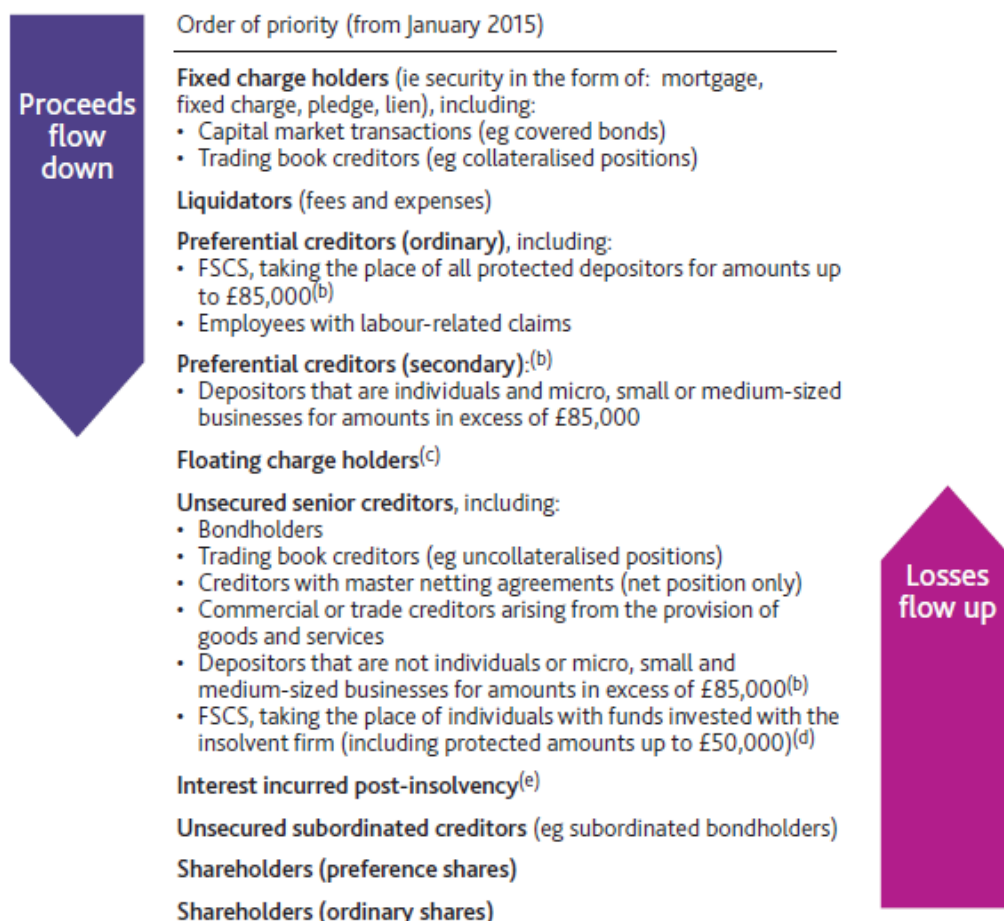 Order of priority (from January 2015)
Proceeds
flow
down
Fixed charge holders (ie security in the form of: mortgage,
fixed charge, pledge, lien), including:
• Capital market transactions (eg covered bonds)
• Trading book creditors (eg collateralised positions)
Liquidators (fees and expenses)
Preferential creditors (ordinary), including:
• FSCS, taking the place of all protected depositors for amounts up
to £85,000(b)
• Employees with labour-related claims
Preferential creditors (secondary):(b)
• Depositors that are individuals and micro, small or medium-sized
businesses for amounts in excess of £85,000
Floating charge holders(c)
Unsecured senior creditors, including:
• Bondholders
• Trading book creditors (eg uncollateralised positions)
• Creditors with master netting agreements (net position only)
• Commercial or trade creditors arising from the provision of
goods and services
• Depositors that are not individuals or micro, small and
medium-sized businesses for amounts in excess of £85,000(b)
• FSCS, taking the place of individuals with funds invested with the
insolvent firm (including protected amounts up to £50,000)(d)
Interest incurred post-insolvency(e)
Unsecured subordinated creditors (eg subordinated bondholders)
Shareholders (preference shares)
Shareholders (ordinary shares)
Losses
flow up